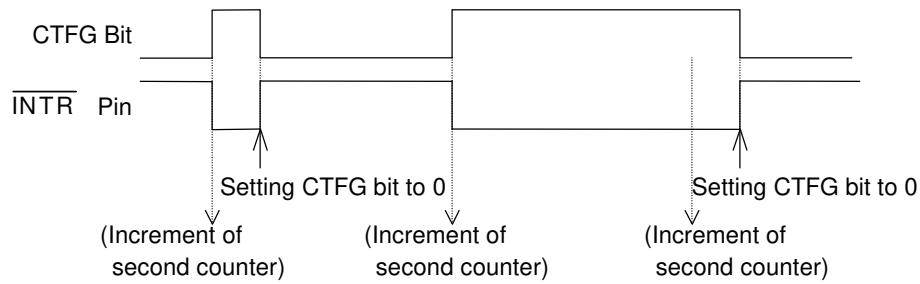 CTFG Bit
INTR Pin
Setting CTFG bit to 0
Setting CTFG bit to 0
(Increment of
second counter)
(Increment of
second counter)
(Increment of
second counter)